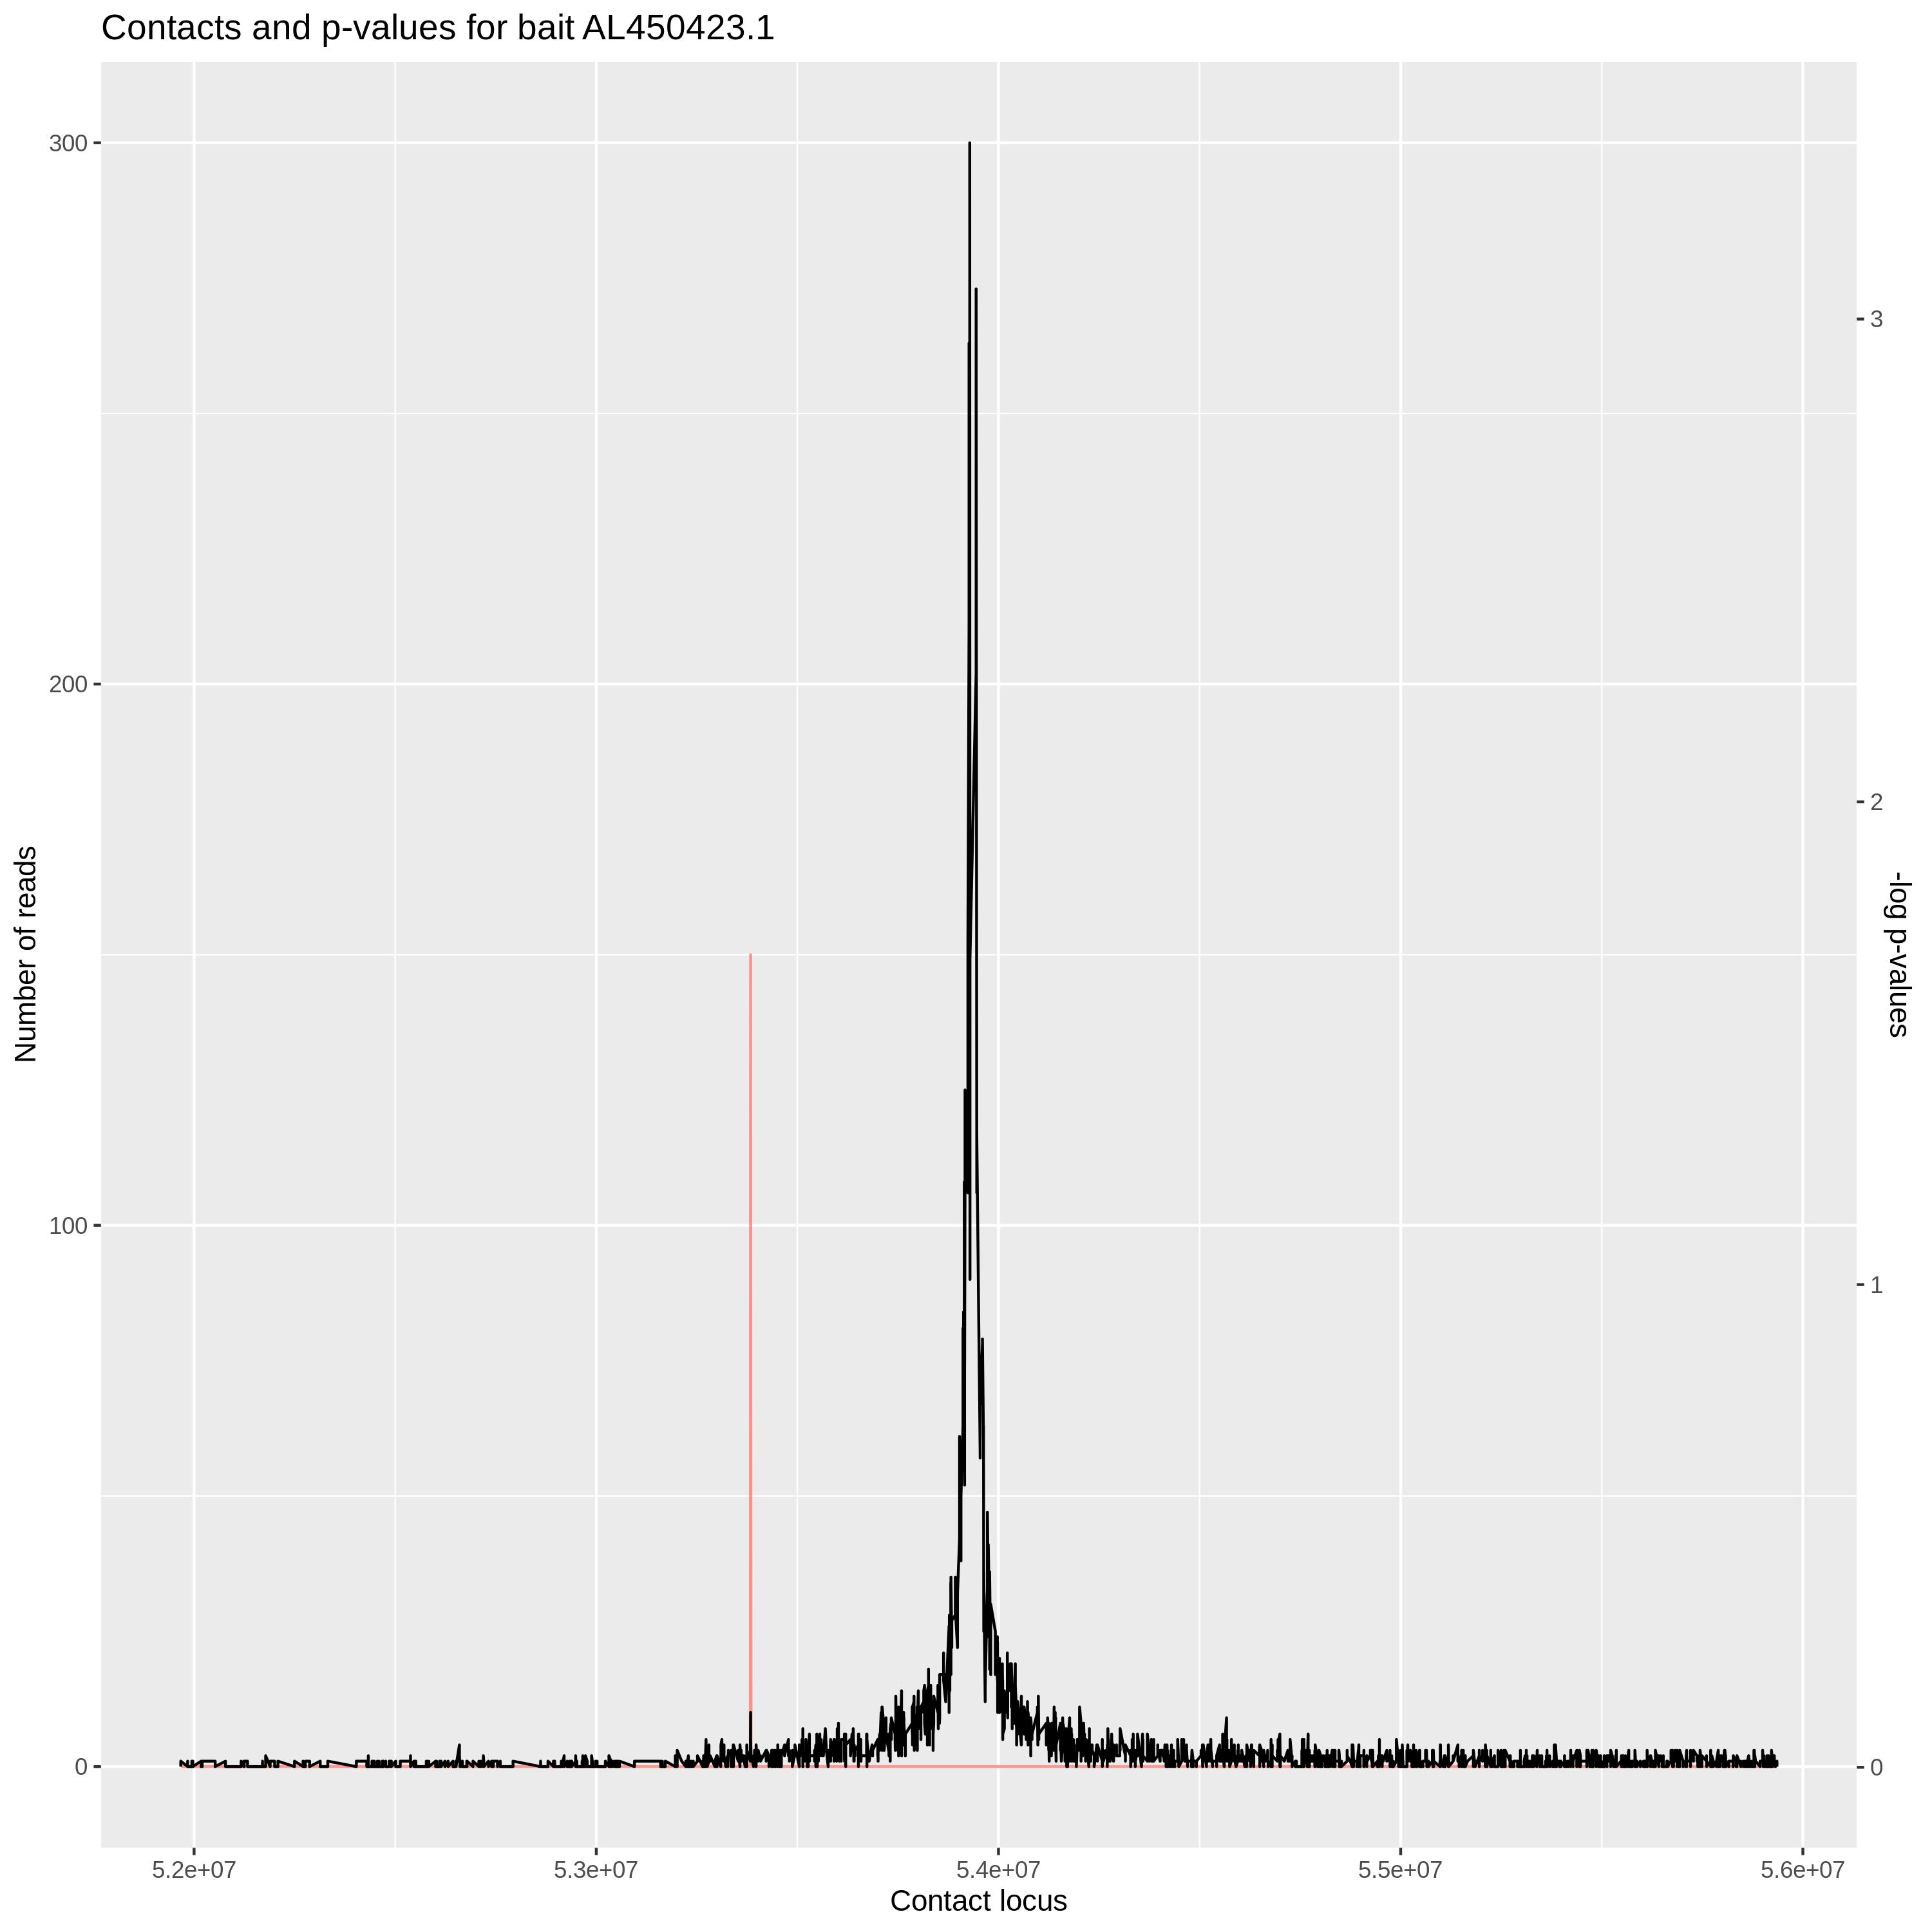 Contacts and p-values for bait AL450423.1
300
200
100
0
Number of reads
3
2
1
0
-log p-values
5.2e+07
5.3e+07
5.4e+07
5.5e+07
5.6e+07
Contact locus